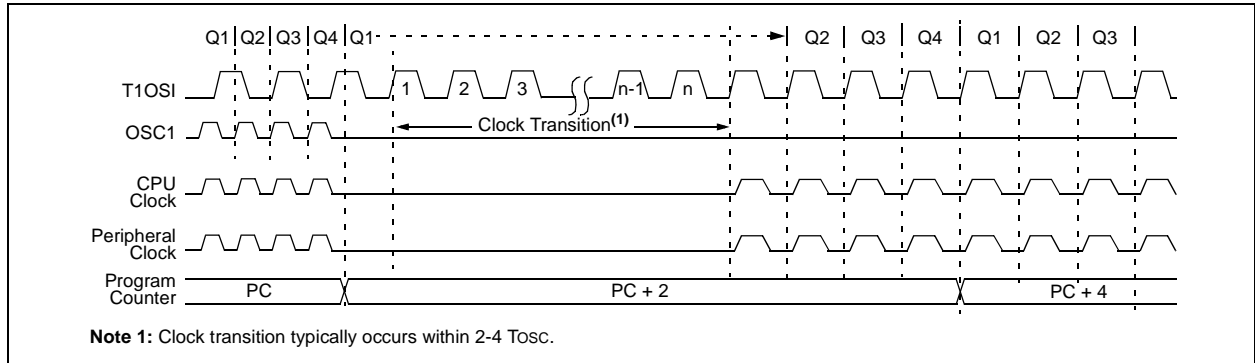 Q1 Q2 Q3 Q4 Q1 Q2 Q3 Q4 Q1 Q2 Q3
T1OSI 1 2 3 n-1 n
OSC1 Clock Transition(1)
CPU
Clock
Peripheral
Clock
Program
Counter PC PC + 2 PC + 4
Note 1: Clock transition typically occurs within 2-4 TOSC.